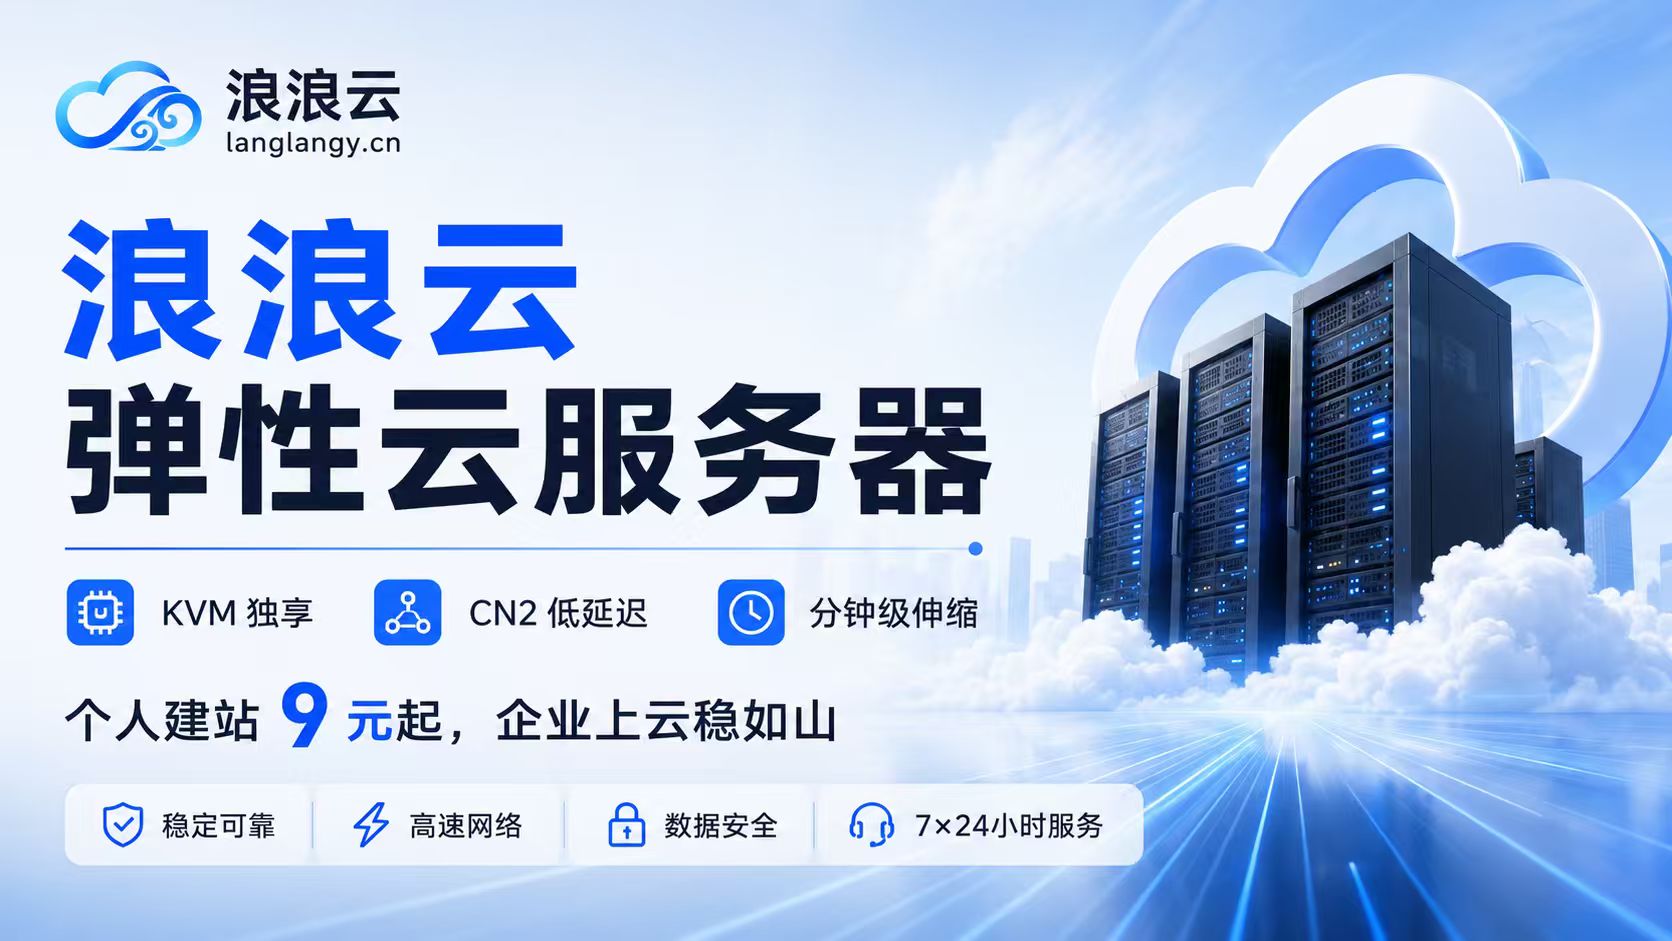 浪浪云
langlangy.cn
浪浪云
弹性云服务器
KVM 独享 CN2 低延迟 分钟级伸缩
个人建站 9 元起，企业上云稳如山
稳定可靠 高速网络 数据安全 7×24小时服务